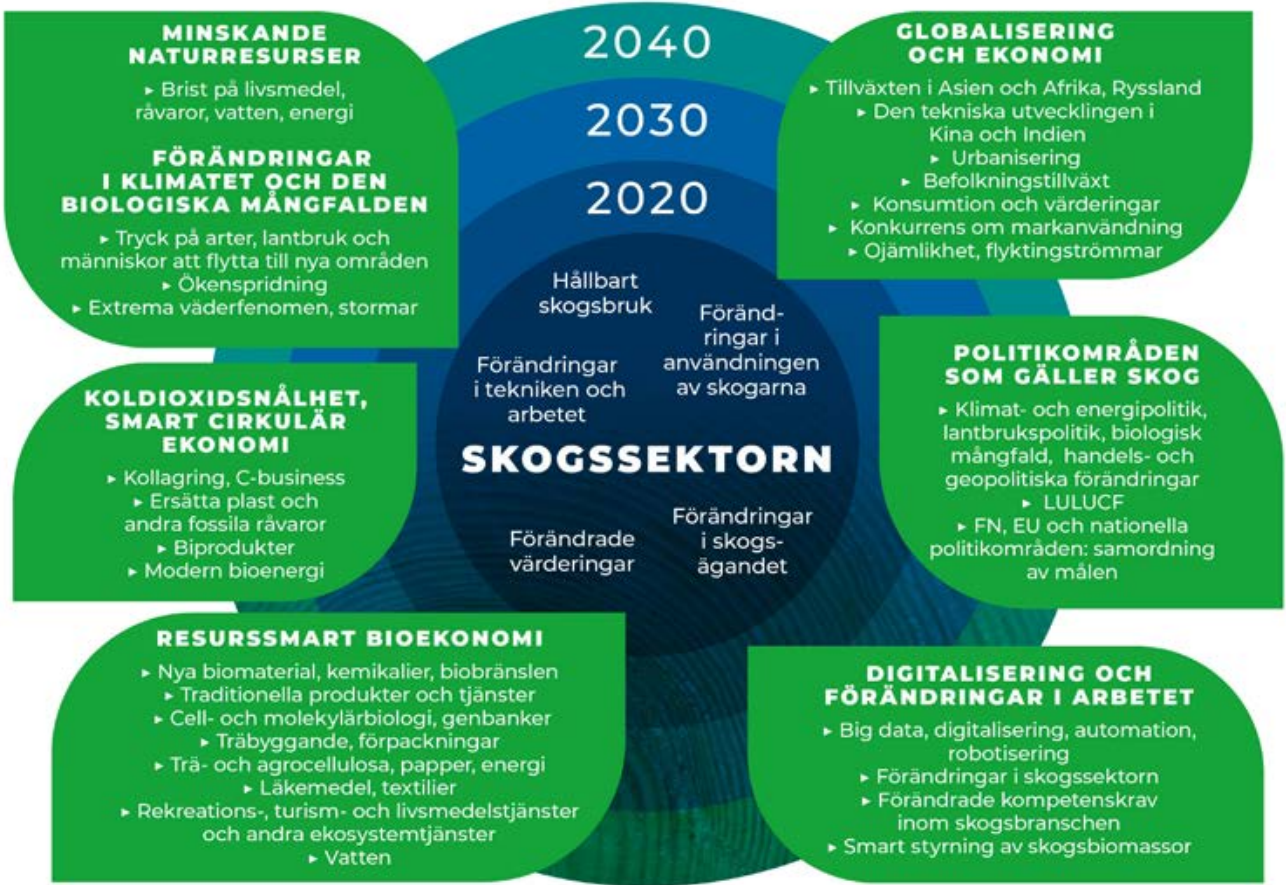 MINSKANDE
NATURRESURSER
▸ Brist på livsmedel,
råvaror, vatten, energi
FÖRÄNDRINGAR
I KLIMATET OCH DEN
BIOLOGISKA MÅNGFALDEN
▸ Tryck på arter, lantbruk och
människor att flytta till nya områden
▸ Ökenspridning
▸ Extrema väderfenomen, stormar
2040
2030
2020
GLOBALISERING
OCH EKONOMI
▸ Tillväxten i Asien och Afrika, Ryssland
▸ Den tekniska utvecklingen i
Kina och Indien
▸ Urbanisering
▸ Befolkningstillväxt
▸ Konsumtion och värderingar
▸ Konkurrens om markanvändning
▸ Ojämlikhet, flyktingströmmar
Hållbart
skogsbruk
Föränd-
ringar i
användningen
av skogarna
Förändringar
i tekniken och
arbetet
SKOGSSEKTORN
Förändrade
värderingar
Förändringar
i skogs-
ägandet
KOLDIOXIDSNÅLHET,
SMART CIRKULÄR
EKONOMI
▸ Kollagring, C-business
▸ Ersätta plast och
andra fossila råvaror
▸ Biprodukter
▸ Modern bioenergi
POLITIKOMRÅDEN
SOM GÄLLER SKOG
▸ Klimat- och energipolitik,
lantbrukspolitik, biologisk
mångfald, handels- och
geopolitiska förändringar
▸ LULUCF
▸ FN, EU och nationella
politikområden: samordning
av målen
RESURSSMART BIOEKONOMI
▸ Nya biomaterial, kemikalier, biobränslen
▸ Traditionella produkter och tjänster
▸ Cell- och molekylärbiologi, genbanker
▸ Träbyggande, förpackningar
▸ Trä- och agrocellulosa, papper, energi
▸ Läkemedel, textilier
▸ Rekreations-, turism- och livsmedelstjänster
och andra ekosystemtjänster
▸ Vatten
DIGITALISERING OCH
FÖRÄNDRINGAR I ARBETET
▸ Big data, digitalisering, automation,
robotisering
▸ Förändringar i skogssektorn
▸ Förändrade kompetenskrav
inom skogsbranschen
▸ Smart styrning av skogsbiomassor